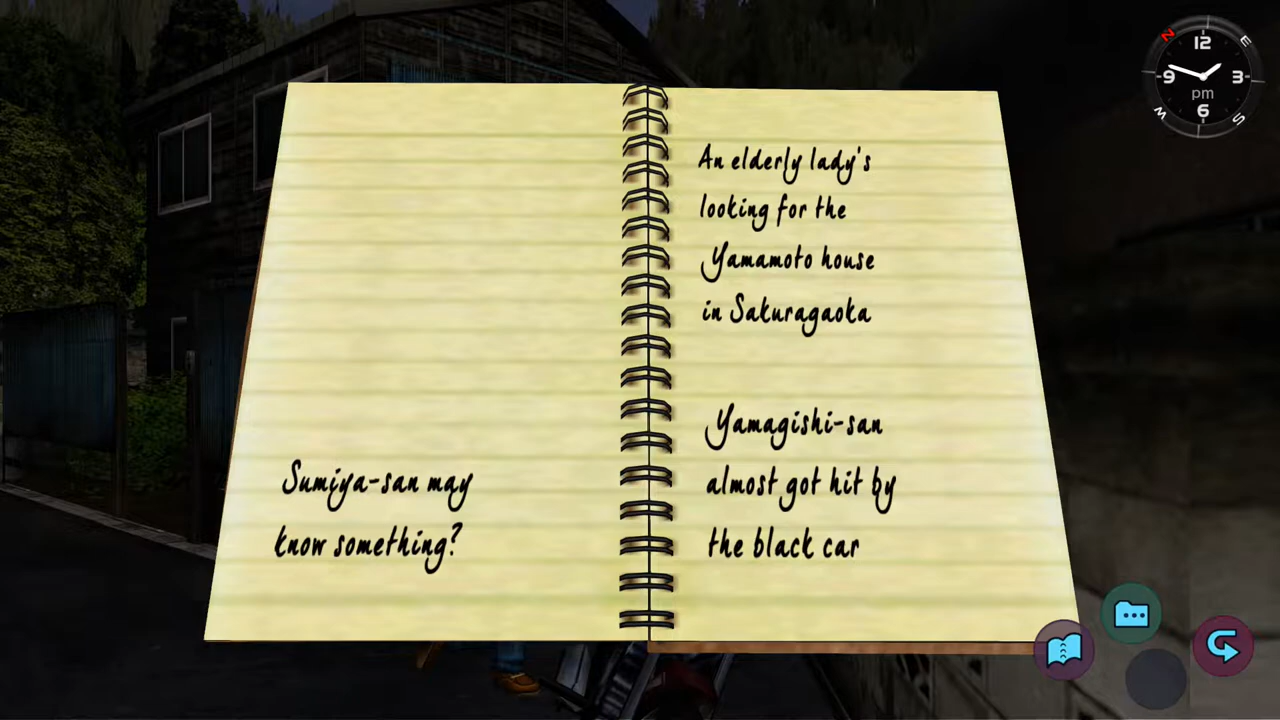 Sumiya-san may
know something?
An elderly lady's
looking for the
Yamamoto house
in Sakuragaoka
Yamagishi-san
almost got hit by
the black car
N
12
E
9
3
pm
W
6
S